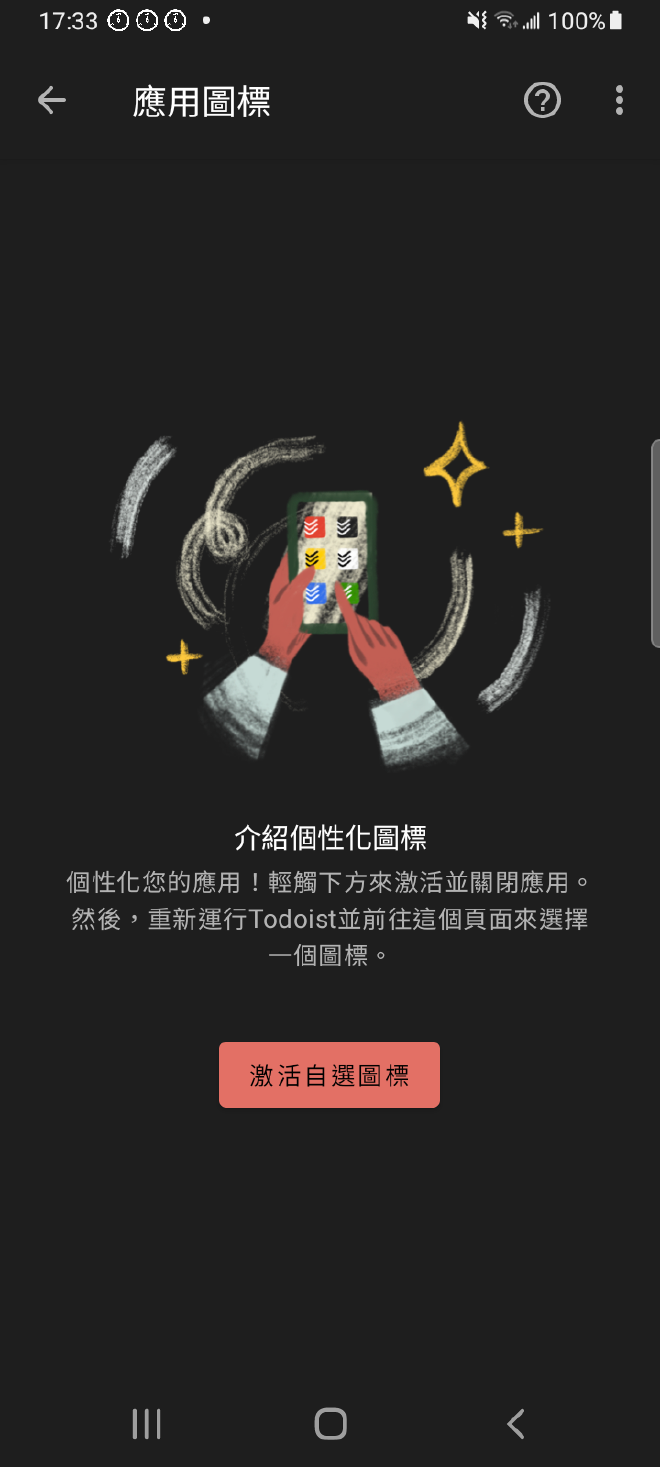 17:33
100%
應用圖標
介紹個性化圖標
個性化您的應用！輕觸下方來激活並關閉應用。
然後，重新運行Todoist並前往這個頁面來選擇
一個圖標。
激活自選圖標